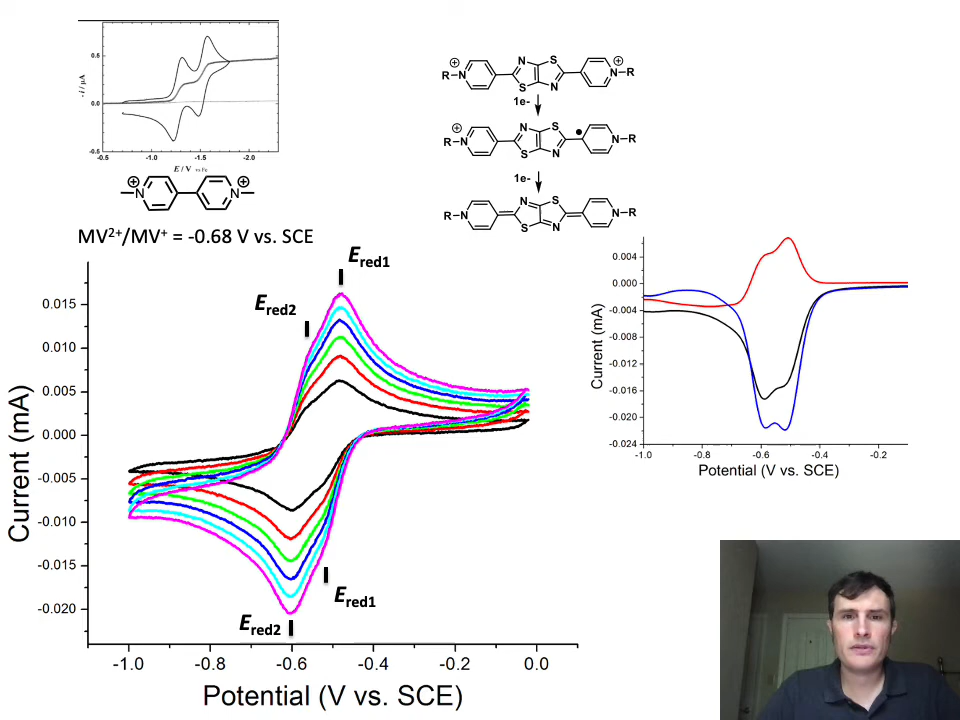 0.5
0.0
-0.5
- i / μA
-0.5 -1.0 -1.5 -2.0
E / V vs Fc
N ⊕ N ⊕
MV2+/MV+ = -0.68 V vs. SCE
R–N ⊕ N S S N N–R ⊕
1e-
R–N ⊕ N S S N N–R
1e-
R–N N S S N N–R
Ered1
Ered2
0.015
0.010
0.005
0.000
-0.005
-0.010
-0.015
-0.020
Current (mA)
Ered1
Ered2
-1.0 -0.8 -0.6 -0.4 -0.2 0.0
Potential (V vs. SCE)
0.004
0.000
-0.004
-0.008
-0.012
-0.016
-0.020
-0.024
Current (mA)
-1.0 -0.8 -0.6 -0.4 -0.2
Potential (V vs. SCE)